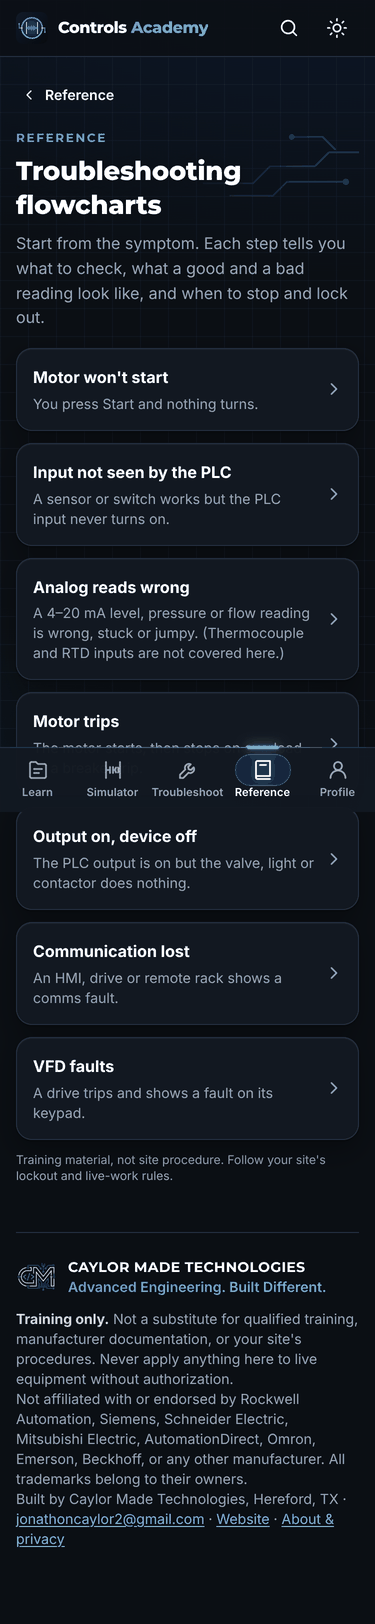 Controls Academy
Reference
REFERENCE
Troubleshooting
flowcharts
Start from the symptom. Each step tells you
what to check, what a good and a bad
reading look like, and when to stop and lock
out.
Motor won't start
You press Start and nothing turns.
Input not seen by the PLC
A sensor or switch works but the PLC
input never turns on.
Analog reads wrong
A 4–20 mA level, pressure or flow reading
is wrong, stuck or jumpy. (Thermocouple
and RTD inputs are not covered here.)
Motor trips
The motor starts, then stops on
Learn
Simulator
Troubleshoot
Reference
Profile
Output on, device off
The PLC output is on but the valve, light or
contactor does nothing.
Communication lost
An HMI, drive or remote rack shows a
comms fault.
VFD faults
A drive trips and shows a fault on its
keypad.
Training material, not site procedure. Follow your site's
lockout and live-work rules.
CM
CAYLOR MADE TECHNOLOGIES
Advanced Engineering. Built Different.
Training only. Not a substitute for qualified training,
manufacturer documentation, or your site's
procedures. Never apply anything here to live
equipment without authorization.
Not affiliated with or endorsed by Rockwell
Automation, Siemens, Schneider Electric,
Mitsubishi Electric, AutomationDirect, Omron,
Emerson, Beckhoff, or any other manufacturer. All
trademarks belong to their owners.
Built by Caylor Made Technologies, Hereford, TX ·
jonathoncaylor2@gmail.com · Website · About &
privacy